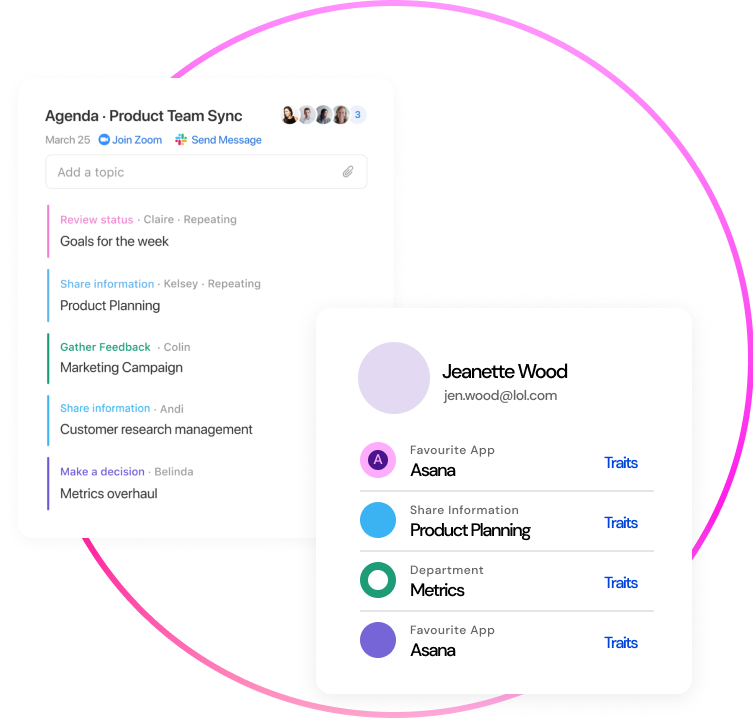 Agenda · Product Team Sync
3
March 25 Join Zoom Send Message
Add a topic
Review status · Claire · Repeating
Goals for the week
Share information · Kelsey · Repeating
Product Planning
Gather Feedback · Colin
Marketing Campaign
Share information · Andi
Customer research management
Make a decision · Belinda
Metrics overhaul
Jeanette Wood
jen.wood@lol.com
A
Favourite App
Asana
Traits
Share Information
Product Planning
Traits
Department
Metrics
Traits
Favourite App
Asana
Traits